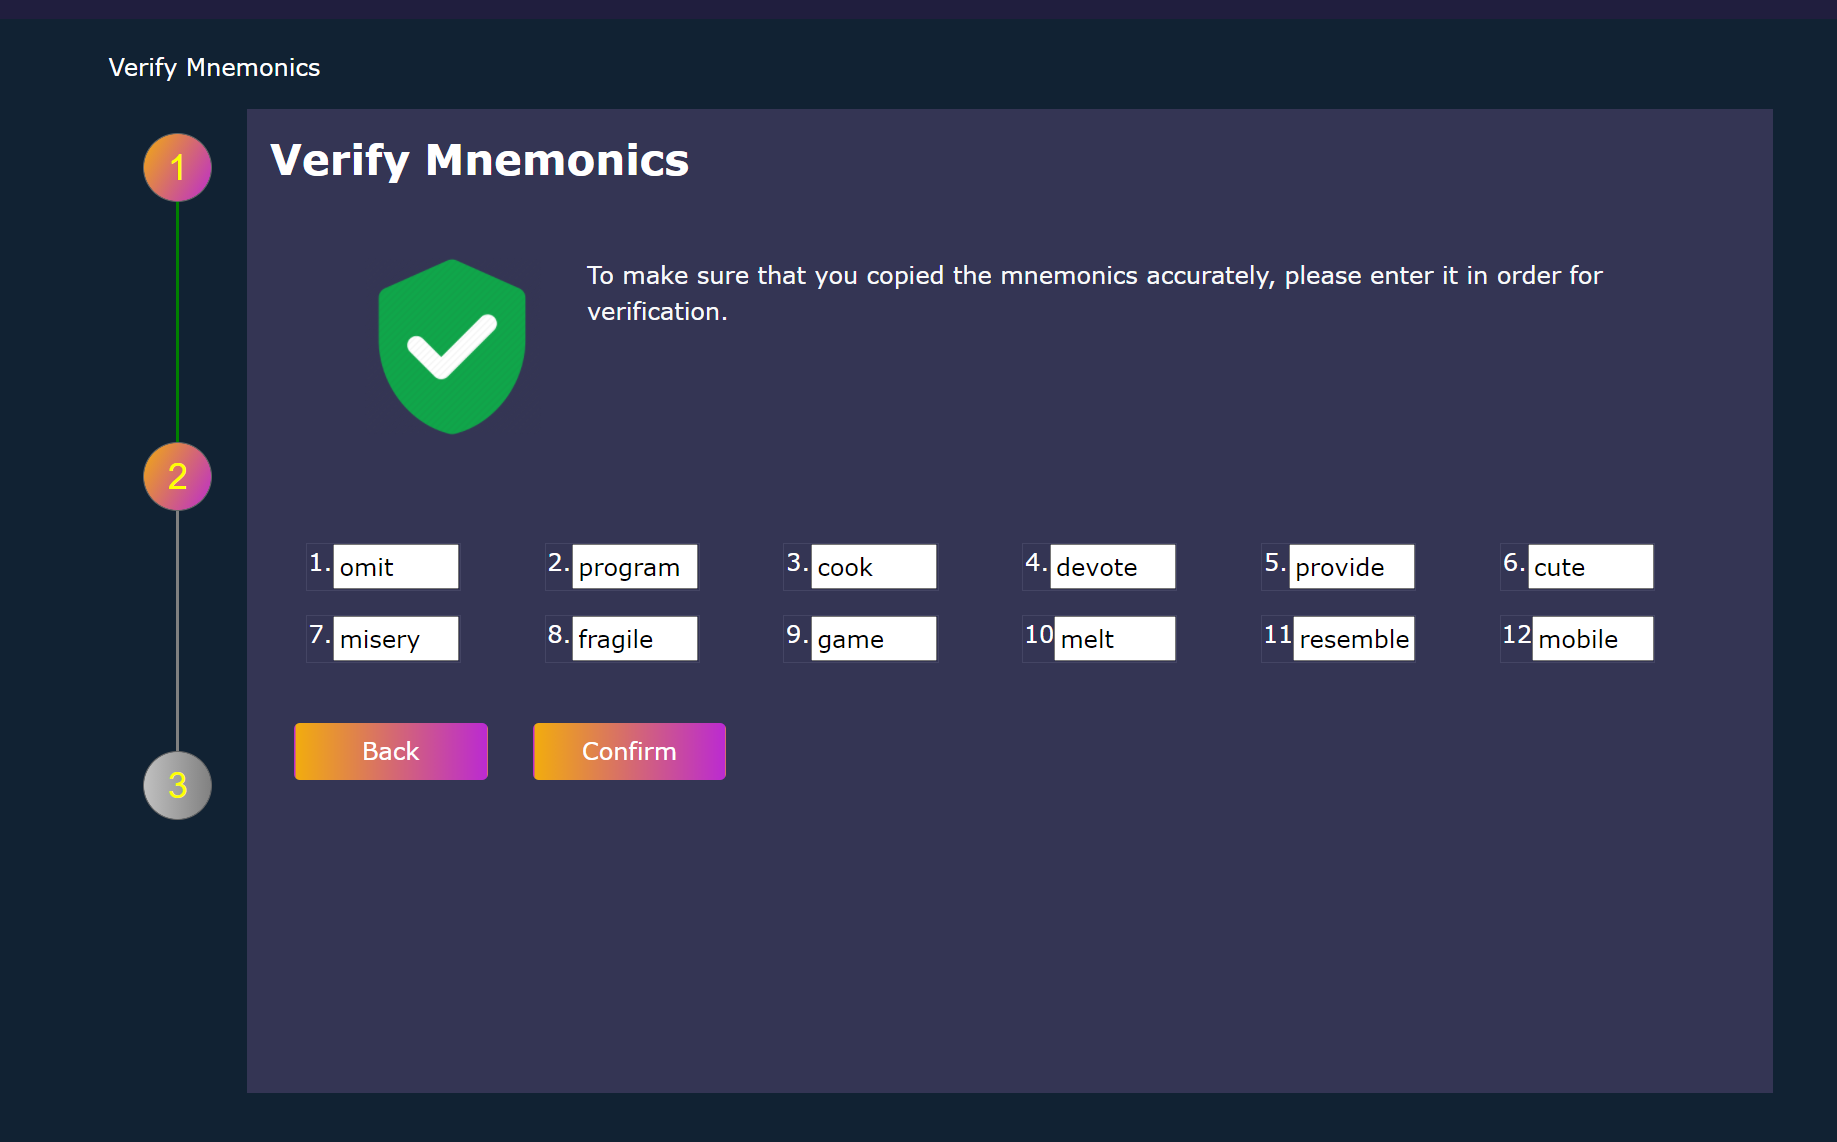 Verify Mnemonics
1
Verify Mnemonics
To make sure that you copied the mnemonics accurately, please enter it in order for
verification.
2
1. omit 2. program 3. cook 4. devote 5. provide 6. cute
7. misery 8. fragile 9. game 10 melt 11 resemble 12 mobile
Back Confirm
3